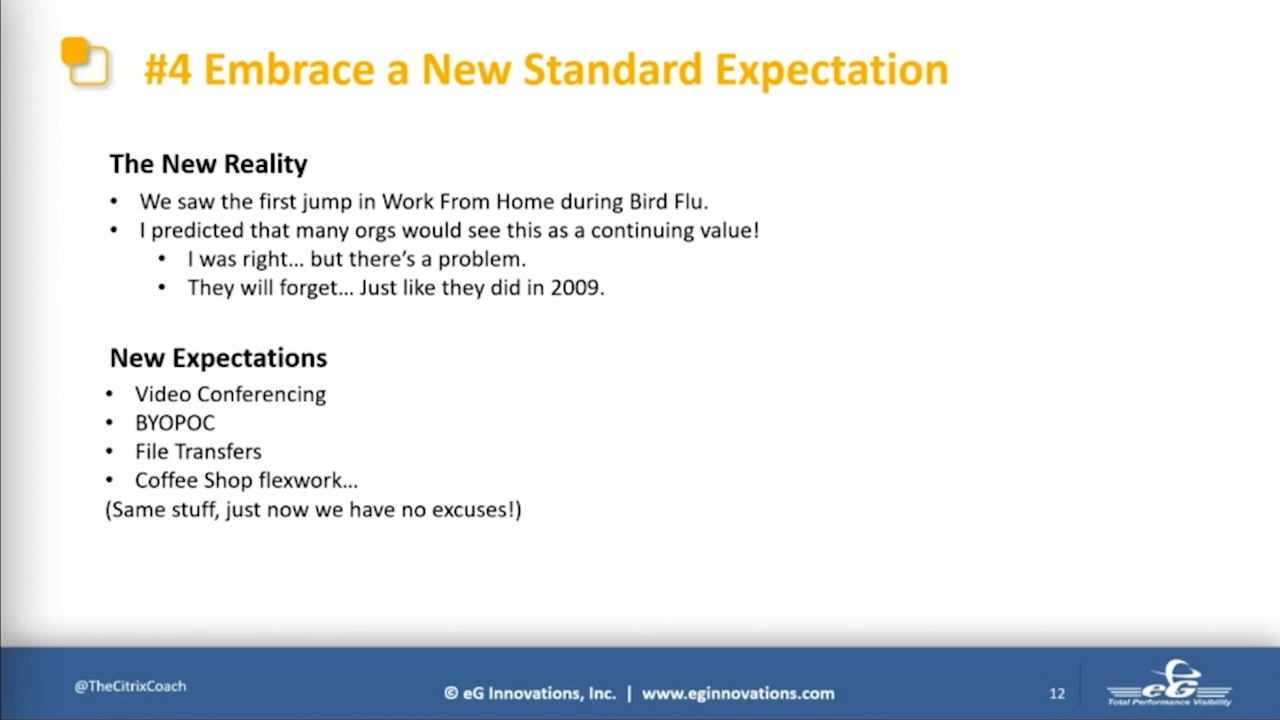 #4 Embrace a New Standard Expectation
The New Reality
• We saw the first jump in Work From Home during Bird Flu.
• I predicted that many orgs would see this as a continuing value!
• I was right... but there's a problem.
• They will forget... Just like they did in 2009.
New Expectations
• Video Conferencing
• BYOPOC
• File Transfers
• Coffee Shop flexwork...
(Same stuff, just now we have no excuses!)
@TheCitrixCoach
© eG Innovations, Inc. | www.eginnovations.com
12
eG
Total Performance Visibility